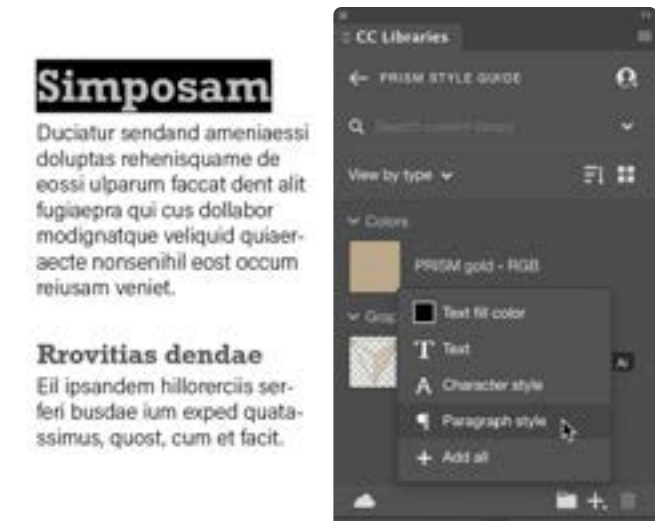 Simposam
Duciatur sendand ameniaessi
doluptas rehenisquame de
eossi ulparum faccat dent alit
fugiaepra qui cus dollabor
modignatque veliquid quiaer-
aecte nonsenihil eost occum
reiusam veniet.
Rrovitias dendae
Eil ipsandem hillorerciis ser-
feri busdae ium exped quata-
ssimus, quost, cum et facit.
CC Libraries
PRISM STYLE GUIDE
Search current library
View by type
Colors
PRISM gold - RGB
Text fill color
Text
Character style
Paragraph style
Add all